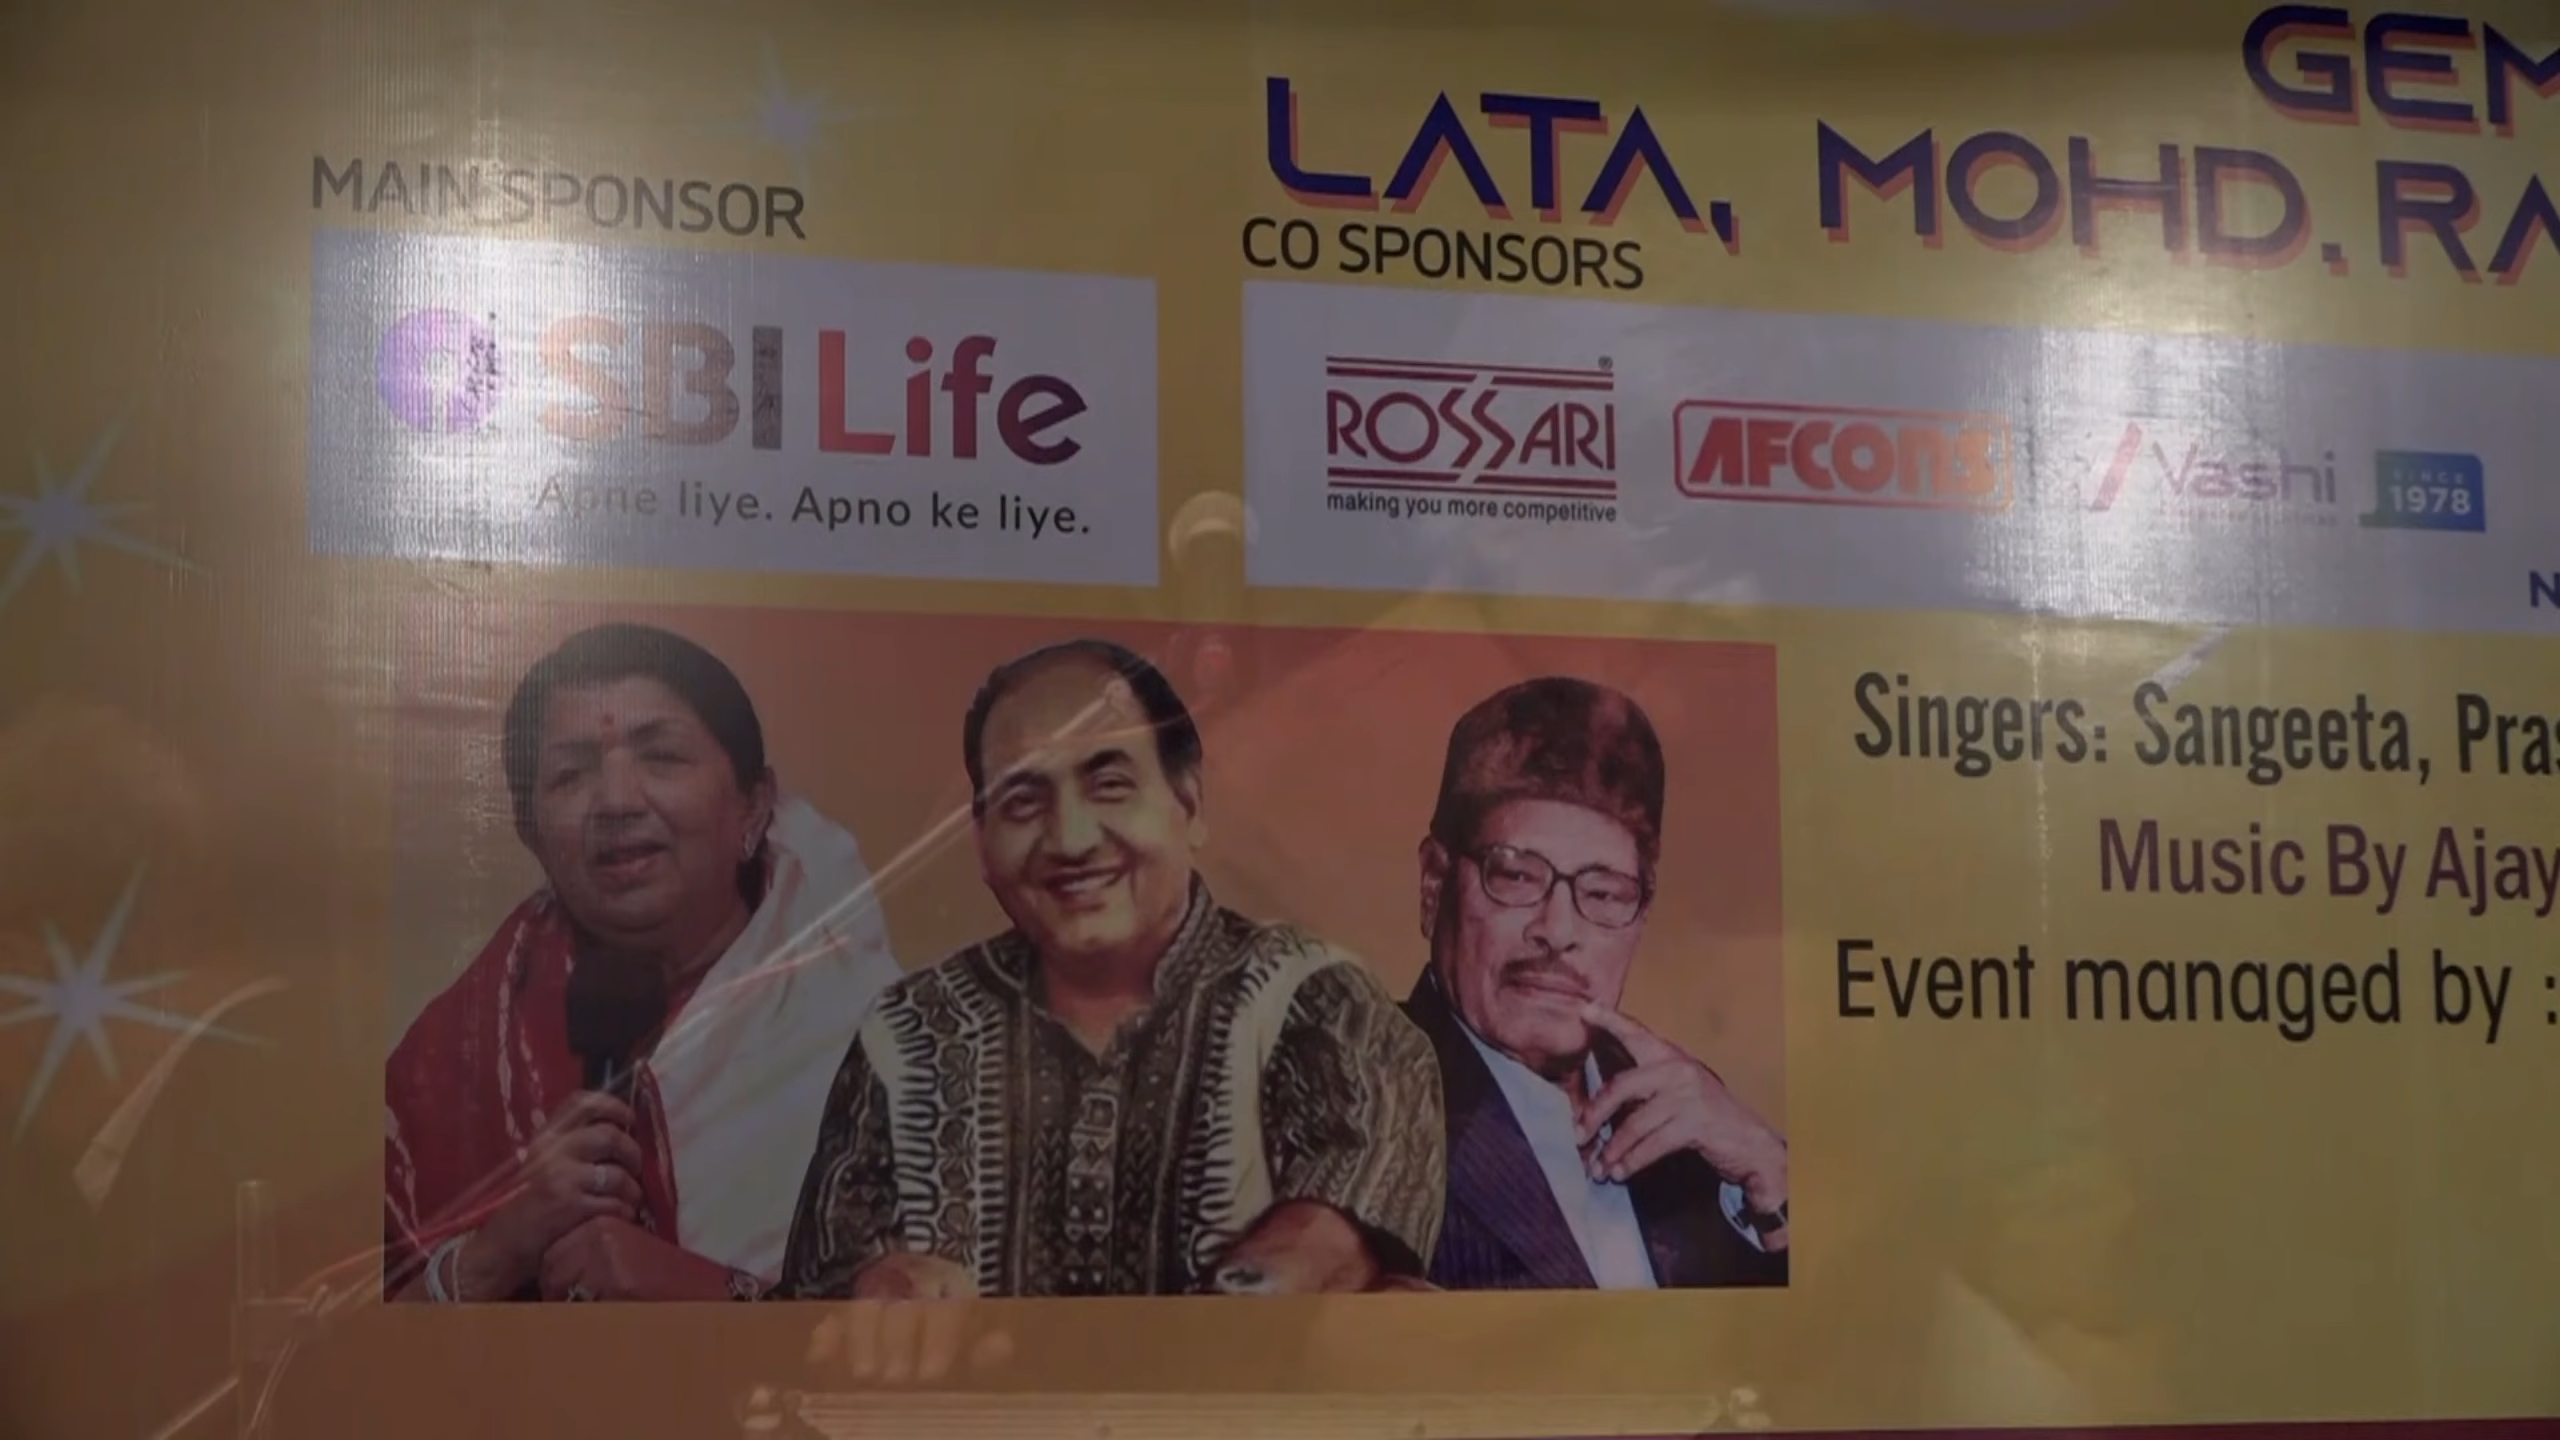 GEM
LATA, MOHD. RA
MAIN SPONSOR
SBI Life
Apne liye. Apno ke liye.
CO SPONSORS
ROSSARI®
making you more competitive
AFCONS
Vashi
SINCE
1978
N
Singers: Sangeeta, Pras
Music By Ajay
Event managed by :